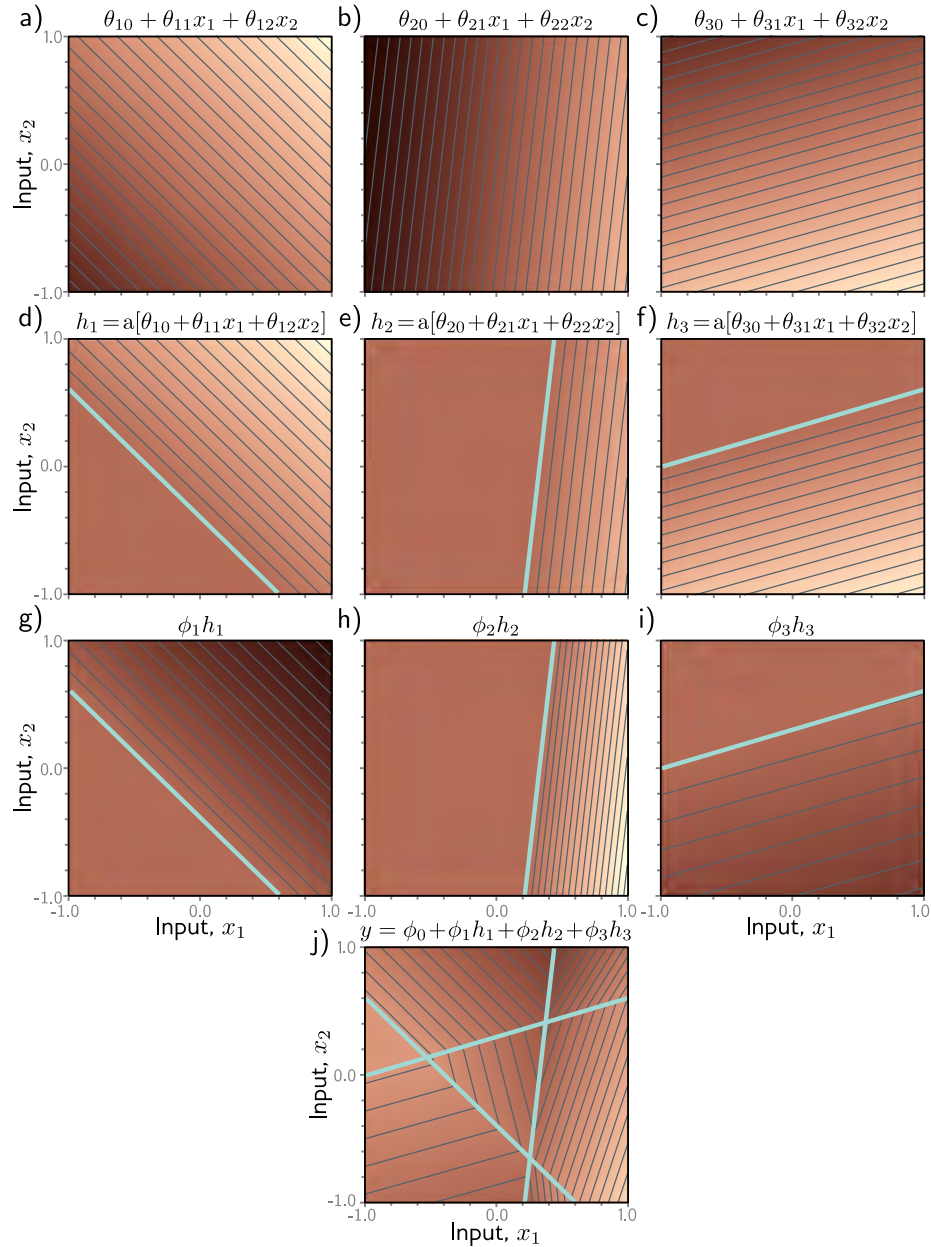 a) θ₁₀ + θ₁₁x₁ + θ₁₂x₂
b) θ₂₀ + θ₂₁x₁ + θ₂₂x₂
c) θ₃₀ + θ₃₁x₁ + θ₃₂x₂
1.0
0.0
-1.0
Input, x₂
d) h₁=a[θ₁₀+θ₁₁x₁+θ₁₂x₂]
e) h₂=a[θ₂₀+θ₂₁x₁+θ₂₂x₂]
f) h₃=a[θ₃₀+θ₃₁x₁+θ₃₂x₂]
1.0
0.0
-1.0
Input, x₂
g) ϕ₁h₁
h) ϕ₂h₂
i) ϕ₃h₃
1.0
0.0
-1.0
Input, x₂
-1.0 0.0 1.0
Input, x₁
-1.0 0.0 1.0
-1.0 0.0 1.0
Input, x₁
j) y = ϕ₀+ϕ₁h₁+ϕ₂h₂+ϕ₃h₃
1.0
0.0
-1.0
Input, x₂
-1.0 0.0 1.0
Input, x₁